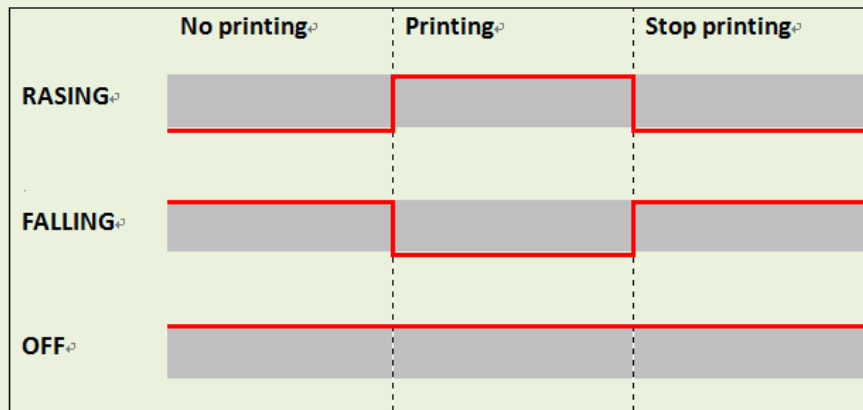 No printing Printing Stop printing
RASING
FALLING
OFF